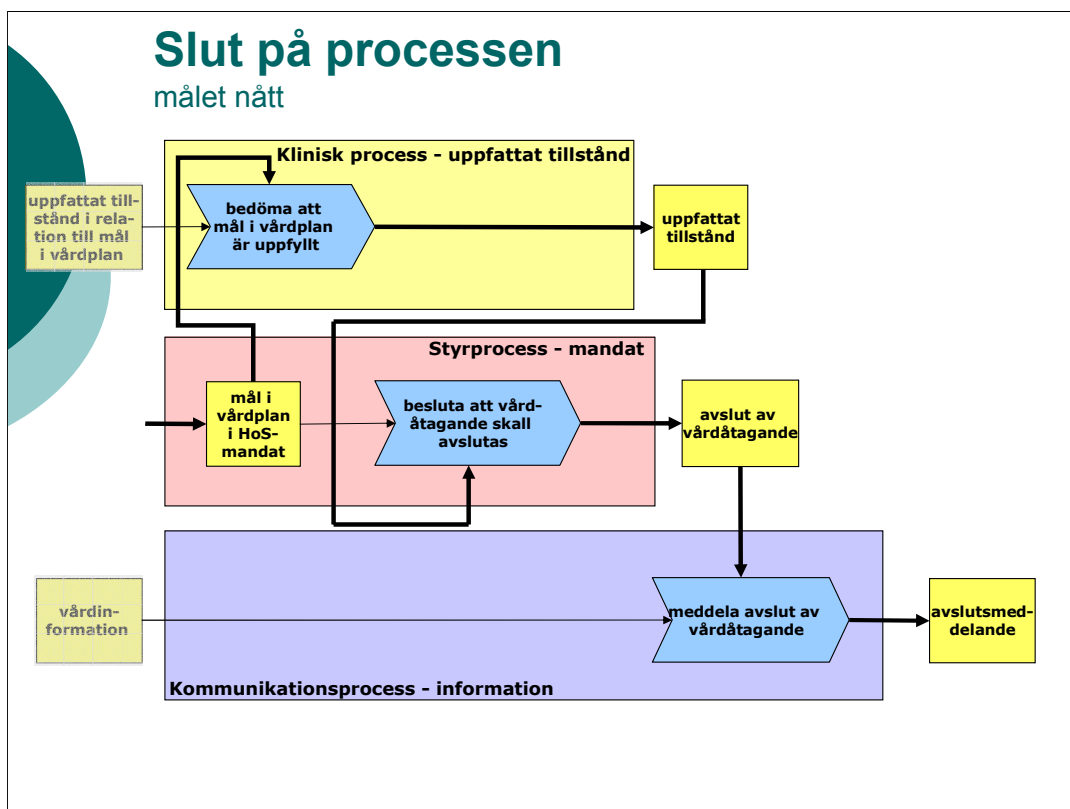 Slut på processen
målet nått
Klinisk process - uppfattat tillstånd
uppfattat till-
stånd i rela-
tion till mål
i vårdplan
bedöma att
mål i vårdplan
är uppfyllt
uppfattat
tillstånd
Styrprocess - mandat
mål i
vårdplan
i HoS-
mandat
besluta att vård-
åtagande skall
avslutas
avslut av
vårdåtagande
vårdin-
formation
meddela avslut av
vårdåtagande
avslutsmed-
delande
Kommunikationsprocess - information